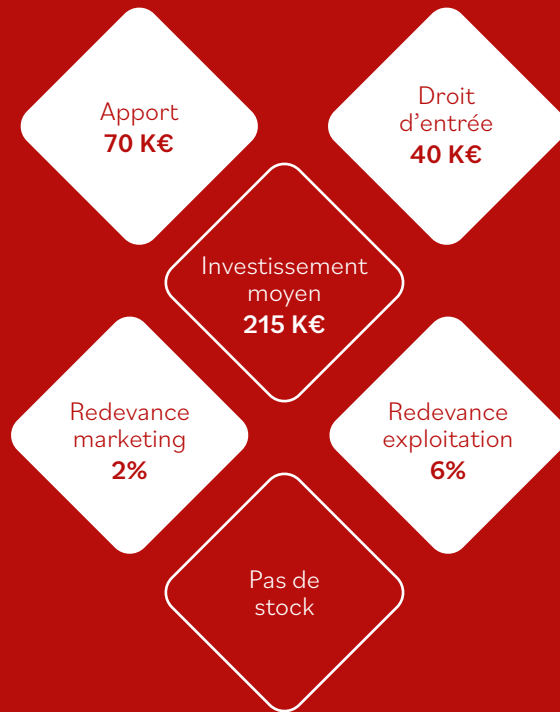 Apport
70 K€
Droit
d’entrée
40 K€
Investissement
moyen
215 K€
Redevance
marketing
2%
Redevance
exploitation
6%
Pas de
stock